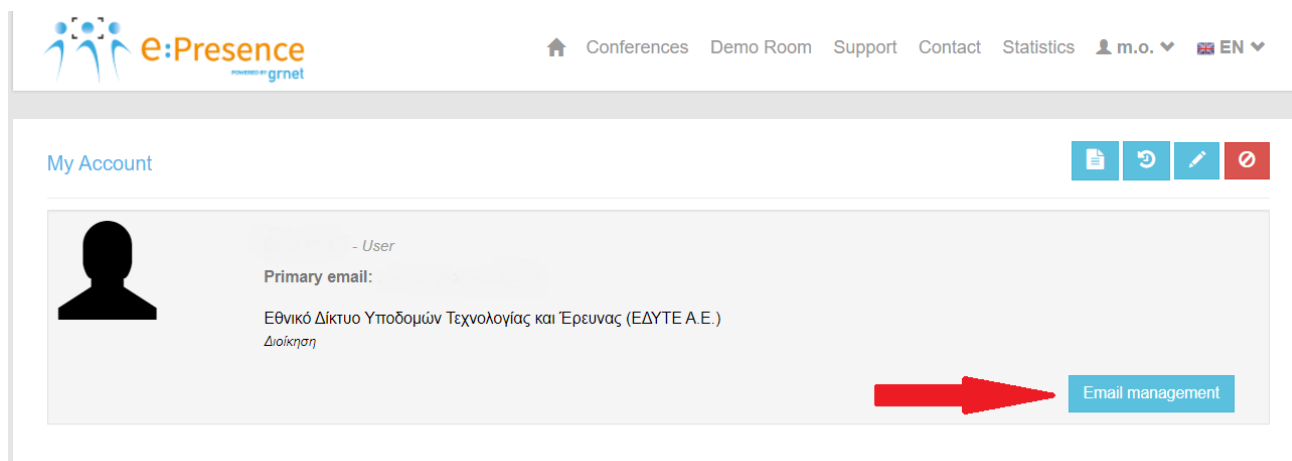 e:Presence
POWERED BY grnet
Conferences Demo Room Support Contact Statistics m.o. EN
My Account
- User
Primary email:
Εθνικό Δίκτυο Υποδομών Τεχνολογίας και Έρευνας (ΕΔΥΤΕ Α.Ε.)
Διοίκηση
Email management